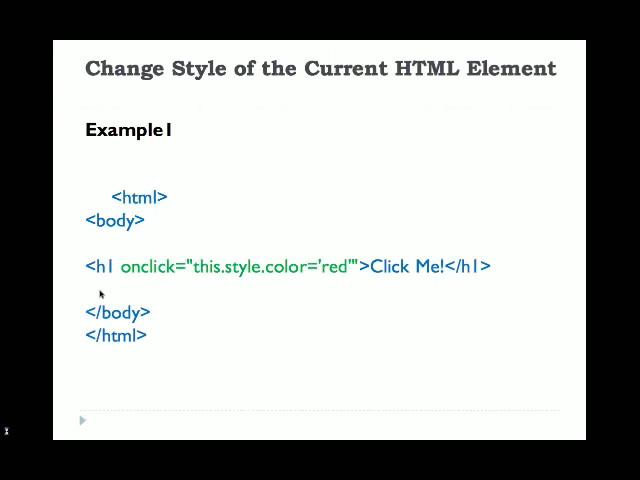 Change Style of the Current HTML Element
Example1
<html>
<body>
<h1 onclick="this.style.color='red'">Click Me!</h1>
</body>
</html>